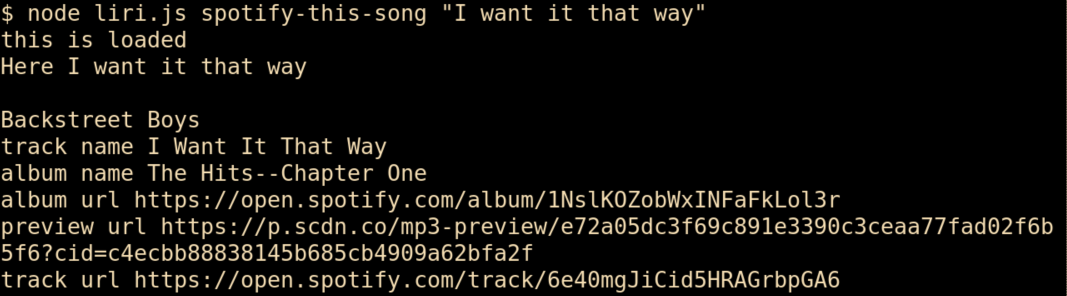 $ node liri.js spotify-this-song "I want it that way"
this is loaded
Here I want it that way
Backstreet Boys
track name I Want It That Way
album name The Hits--Chapter One
album url https://open.spotify.com/album/1NslKOZobWxINFaFkLol3r
preview url https://p.scdn.co/mp3-preview/e72a05dc3f69c891e3390c3ceaa77fad02f6b
5f6?cid=c4ecbb88838145b685cb4909a62bfa2f
track url https://open.spotify.com/track/6e40mgJiCid5HRAGrbpGA6